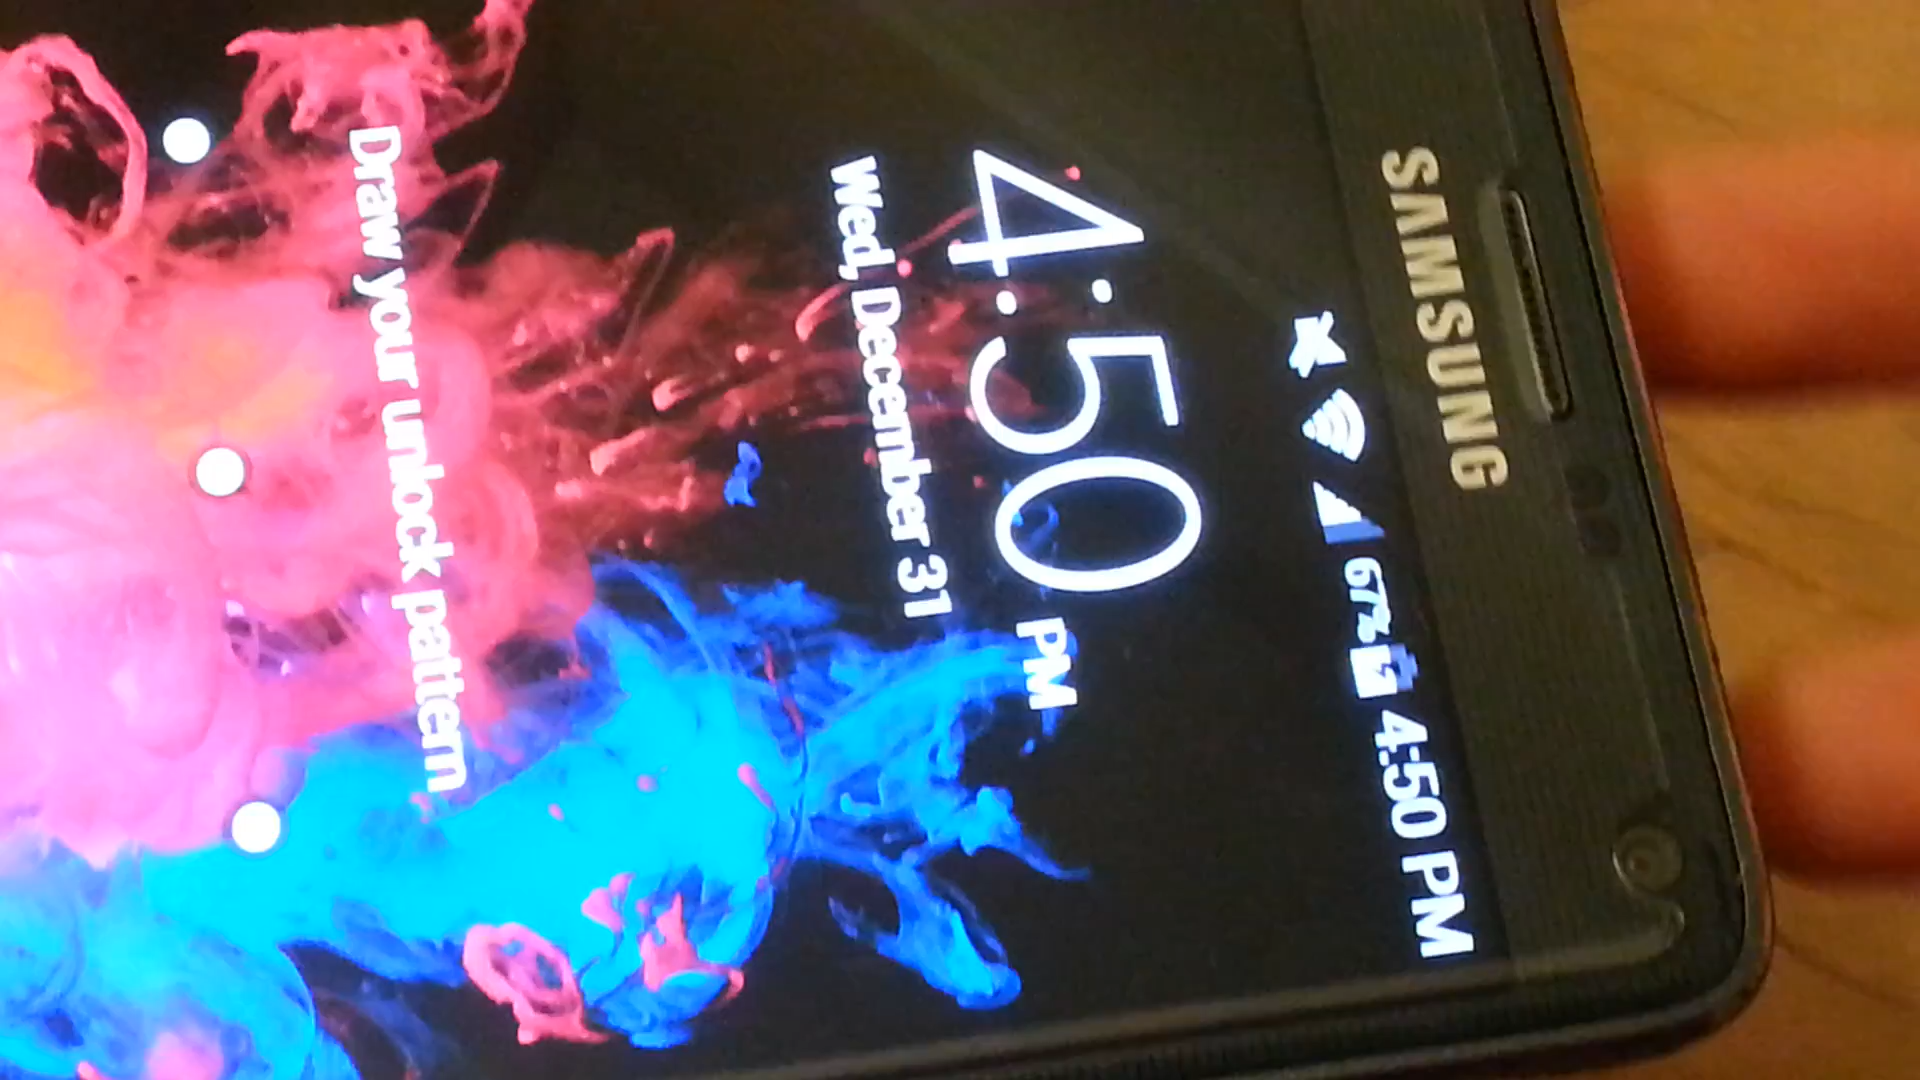 SAMSUNG
67% 4:50 PM
4:50 PM
Wed, December 31
Draw your unlock pattern